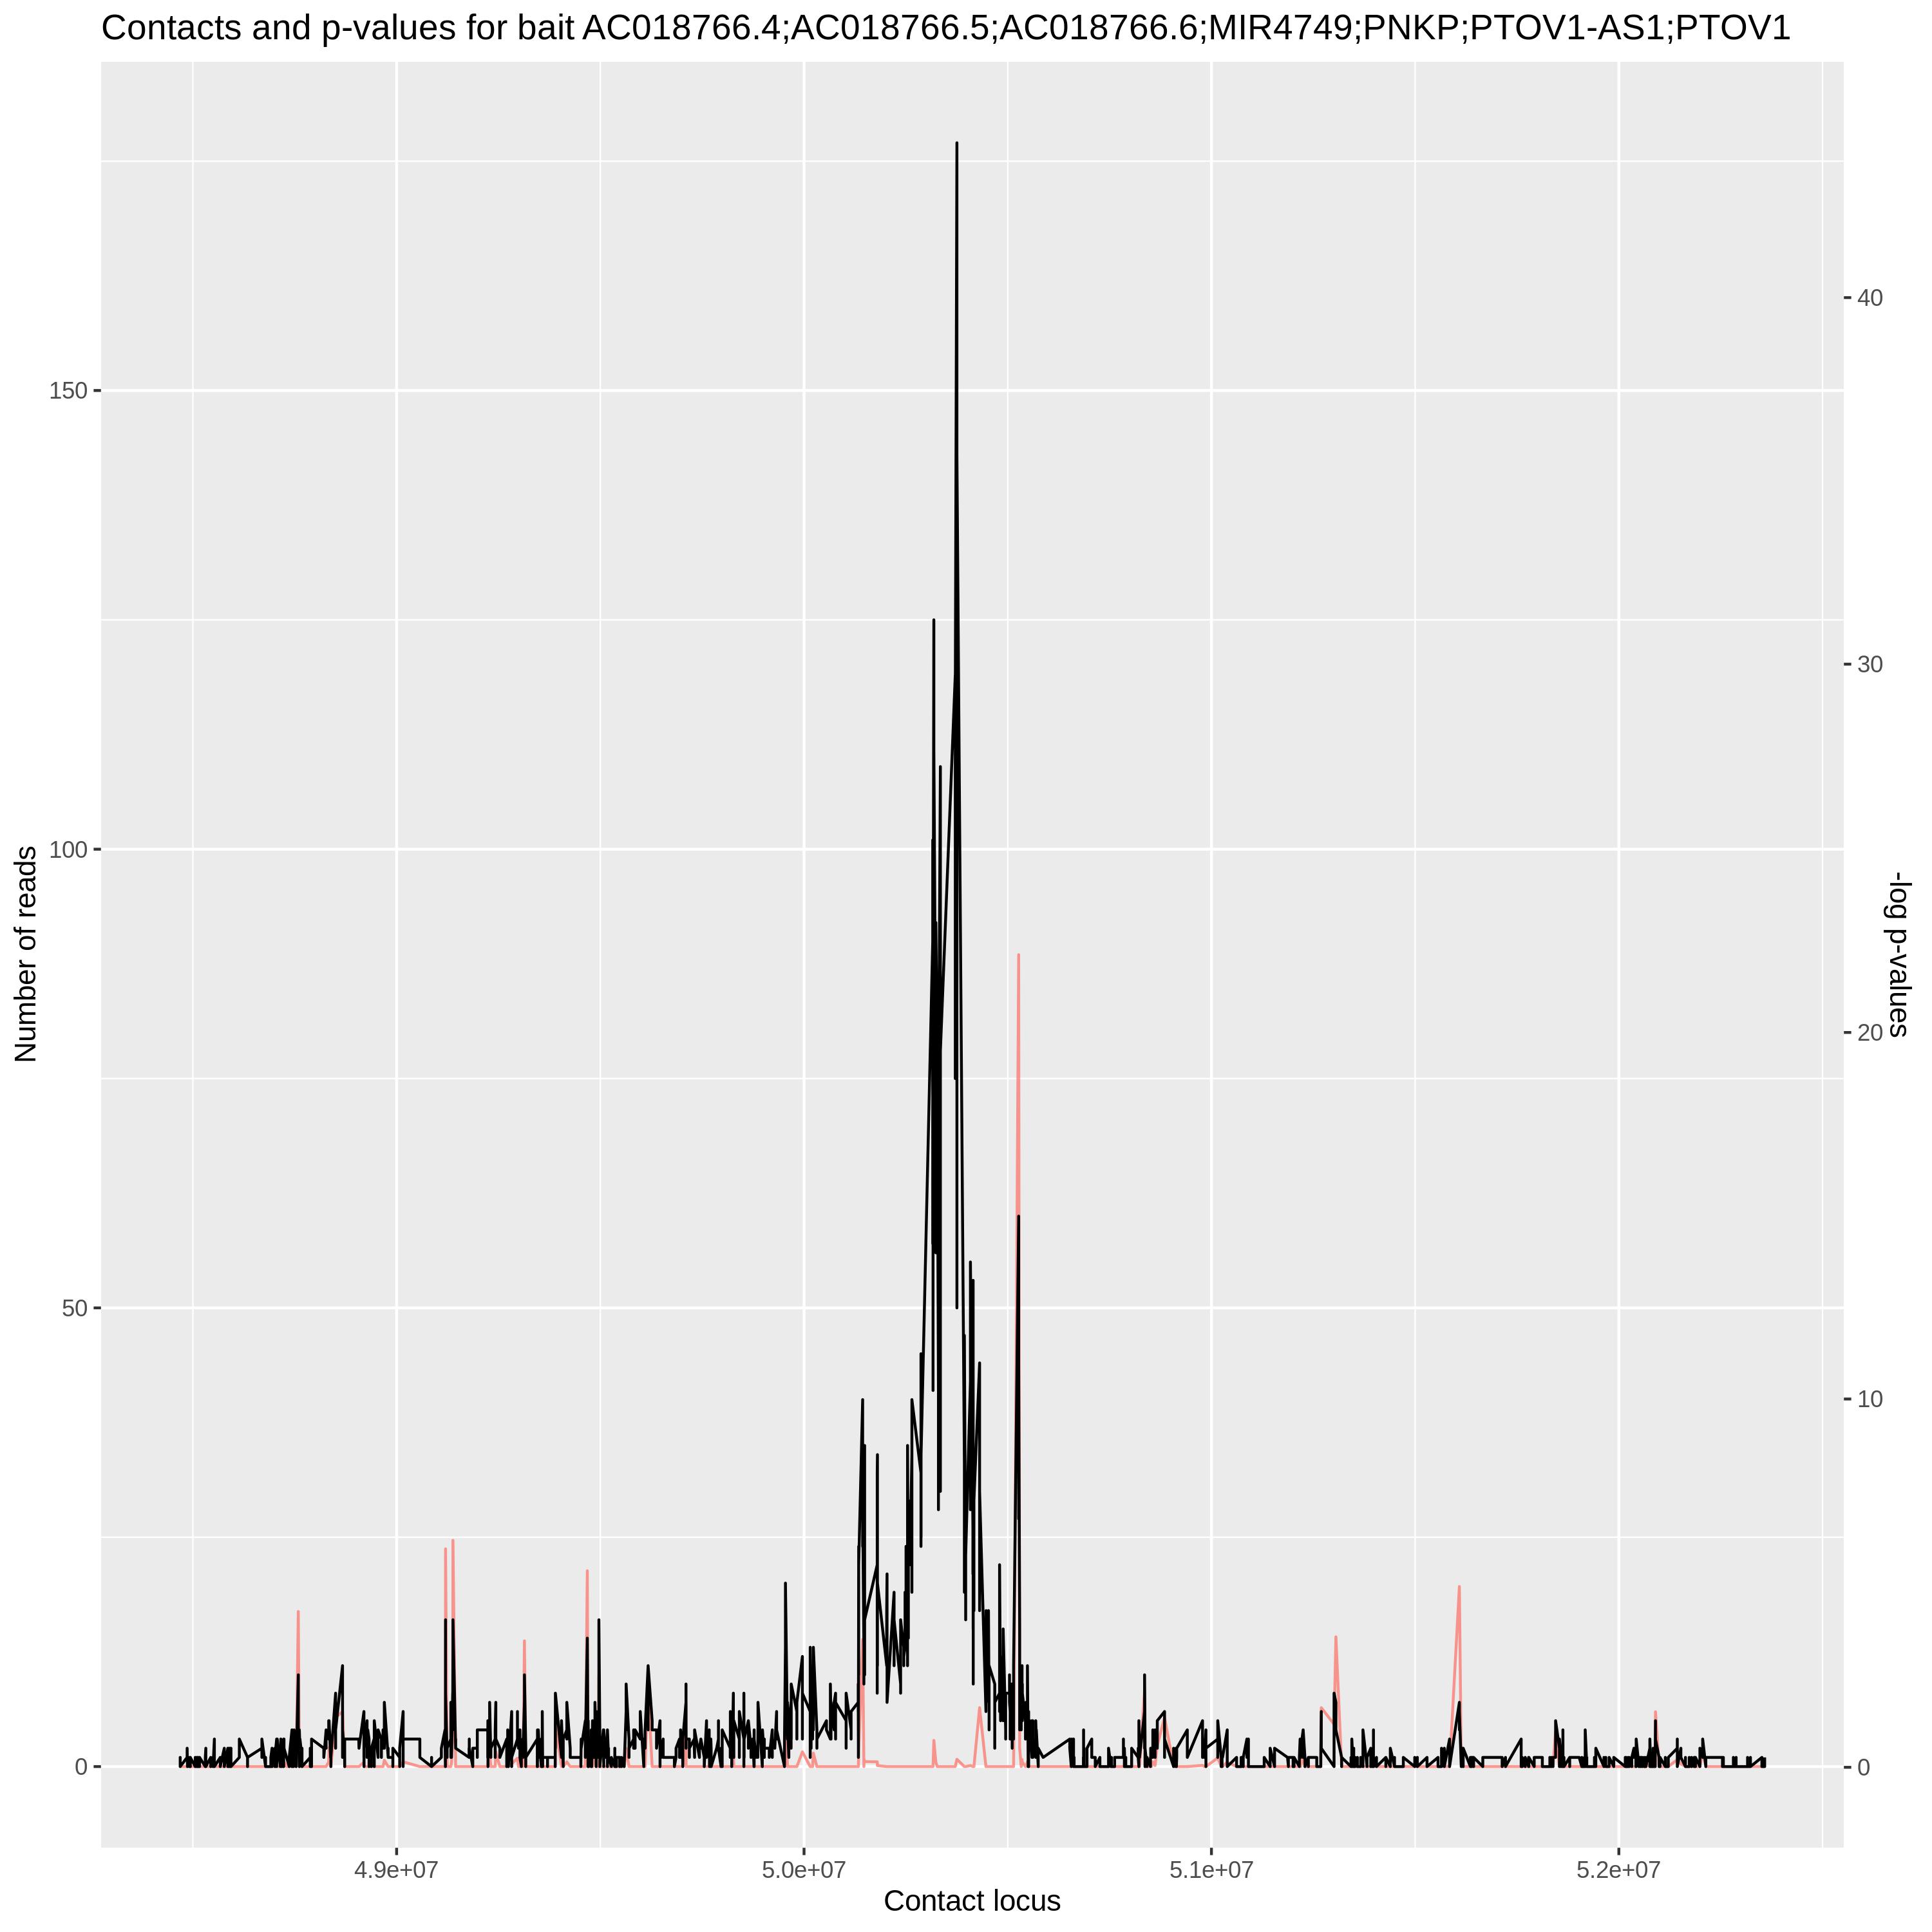 Contacts and p-values for bait AC018766.4;AC018766.5;AC018766.6;MIR4749;PNKP;PTOV1-AS1;PTOV1
Number of reads
150
100
50
0
40
30
20
10
0
-log p-values
4.9e+07
5.0e+07
5.1e+07
5.2e+07
Contact locus